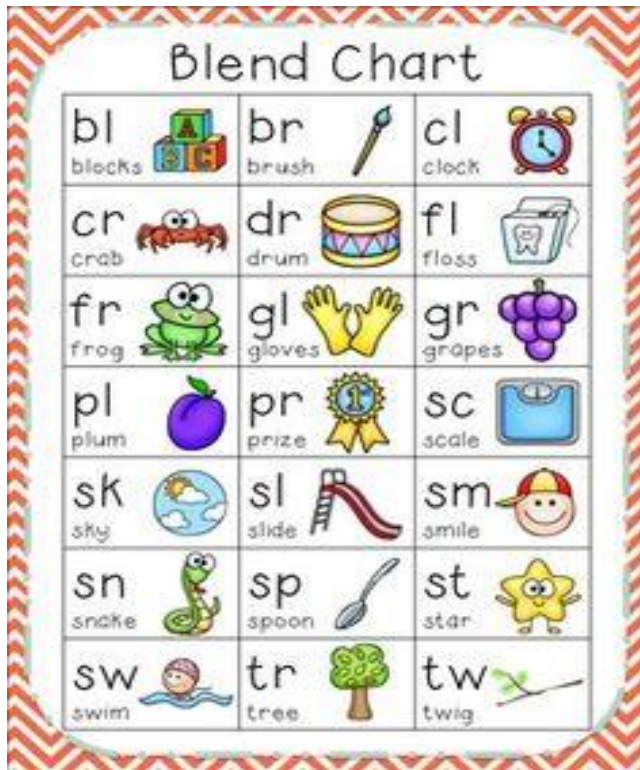 Blend Chart
bl
blocks
br
brush
cl
clock
cr
crab
dr
drum
fl
floss
fr
frog
gl
gloves
gr
grapes
pl
plum
pr
prize
1
sc
scale
sk
sky
sl
slide
sm
smile
sn
snake
sp
spoon
st
star
sw
swim
tr
tree
tw
twig